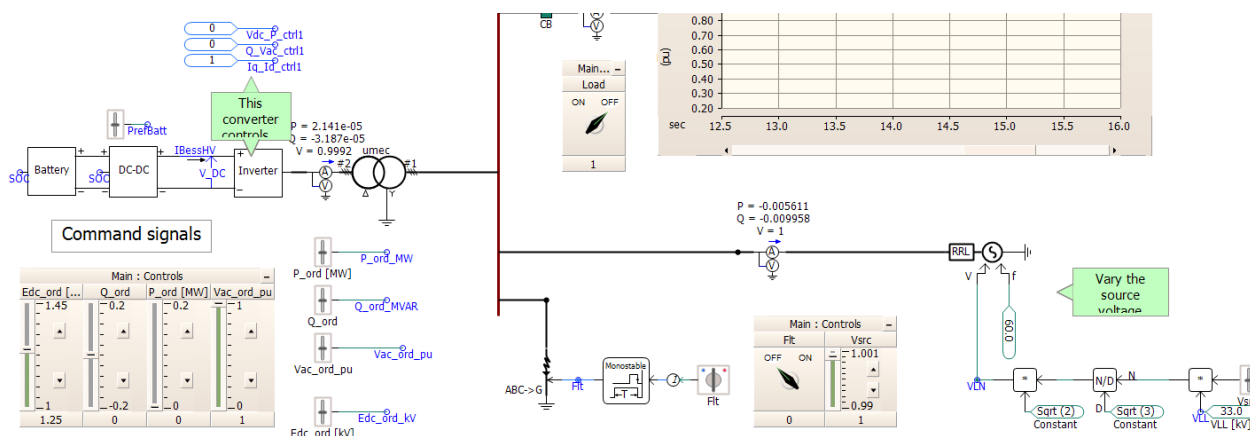 0
Vdc_P_ctrl1
0
Q_Vac_ctrl1
1
Iq_Id_ctrl1
This
converter
controls
PrefBatt
P = 2.141e-05
Q = -3.187e-05
V = 0.9992
umec
#2
#1
IBessHV
V_DC
SOC
Battery
SOC
DC-DC
Inverter
A
V
Δ
Y
+
-
CB
A
V
Main...
Load
ON OFF
1
(pu)
0.80
0.70
0.60
0.50
0.40
0.30
0.20
sec
12.5 13.0 13.5 14.0 14.5 15.0 15.5 16.0
Command signals
Main : Controls
Edc_ord [... Q_ord P_ord [MW] Vac_ord_pu
1.45 0.2 0.2 1
1 -0.2 0 0
1.25 0 0 1
P_ord_MW
P_ord [MW]
Q_ord_MVAR
Q_ord
Vac_ord_pu
Vac_ord_pu
Edc_ord_kV
Edc_ord [kV]
P = -0.005611
Q = -0.009958
V = 1
A
V
RRL
V
f
60.0
Vary the
source
voltage
ABC->G
Flt
Monostable
T
Flt
Main : Controls
Flt Vsrc
OFF ON
1.001
0.99
0 1
VLN
*
N/D
N
D
*
Sqrt (2)
Constant
Sqrt (3)
Constant
VLL
33.0
VLL [kV]